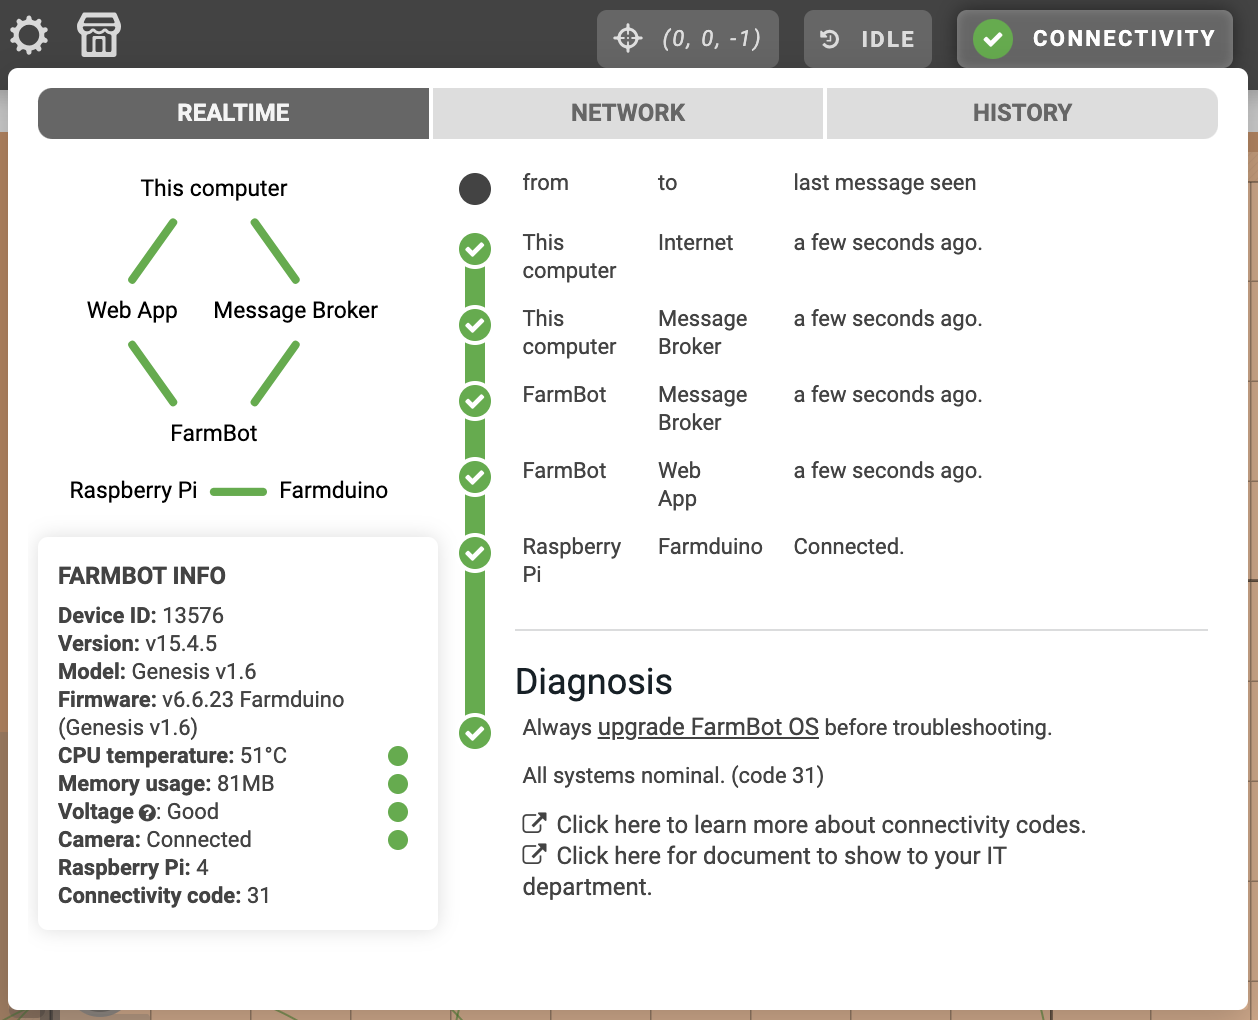 (0, 0, -1)
IDLE
CONNECTIVITY
REALTIME
NETWORK
HISTORY
This computer
Web App
Message Broker
FarmBot
Raspberry Pi
Farmduino
FARMBOT INFO
Device ID: 13576
Version: v15.4.5
Model: Genesis v1.6
Firmware: v6.6.23 Farmduino
(Genesis v1.6)
CPU temperature: 51°C
Memory usage: 81MB
Voltage ?: Good
Camera: Connected
Raspberry Pi: 4
Connectivity code: 31
from to last message seen
This Internet a few seconds ago.
computer
This Message a few seconds ago.
computer Broker
FarmBot Message a few seconds ago.
Broker
FarmBot Web a few seconds ago.
App
Raspberry Farmduino Connected.
Pi
Diagnosis
Always upgrade FarmBot OS before troubleshooting.
All systems nominal. (code 31)
Click here to learn more about connectivity codes.
Click here for document to show to your IT
department.